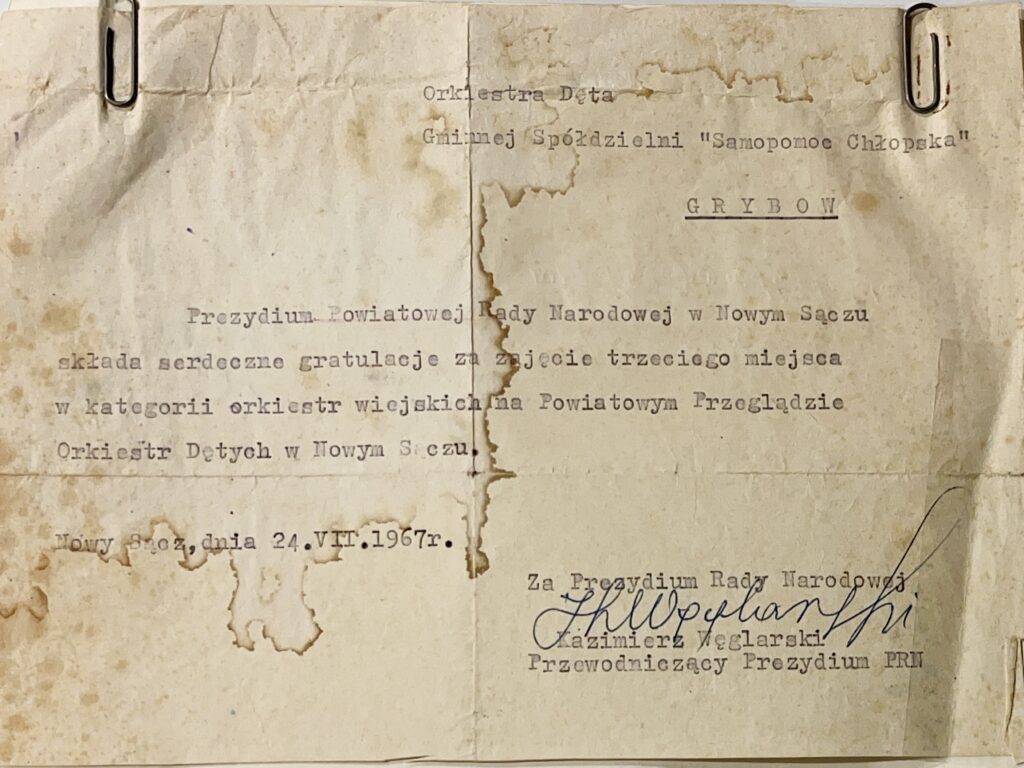 Orkiestra Dęta
Gminnej Spółdzielni "Samopomoc Chłopska"
G R Y B O W
Prezydium Powiatowej Rady Narodowej w Nowym Sączu
składa serdeczne gratulacje za zajęcie trzeciego miejsca
w kategorii orkiestr wiejskich na Powiatowym Przeglądzie
Orkiestr Dętych w Nowym Sączu.
Nowy Sącz,dnia 24.VII.1967r.
Za Prezydium Rady Narodowej
KWęglarski
Kazimierz Węglarski
Przewodniczący Prezydium PRN